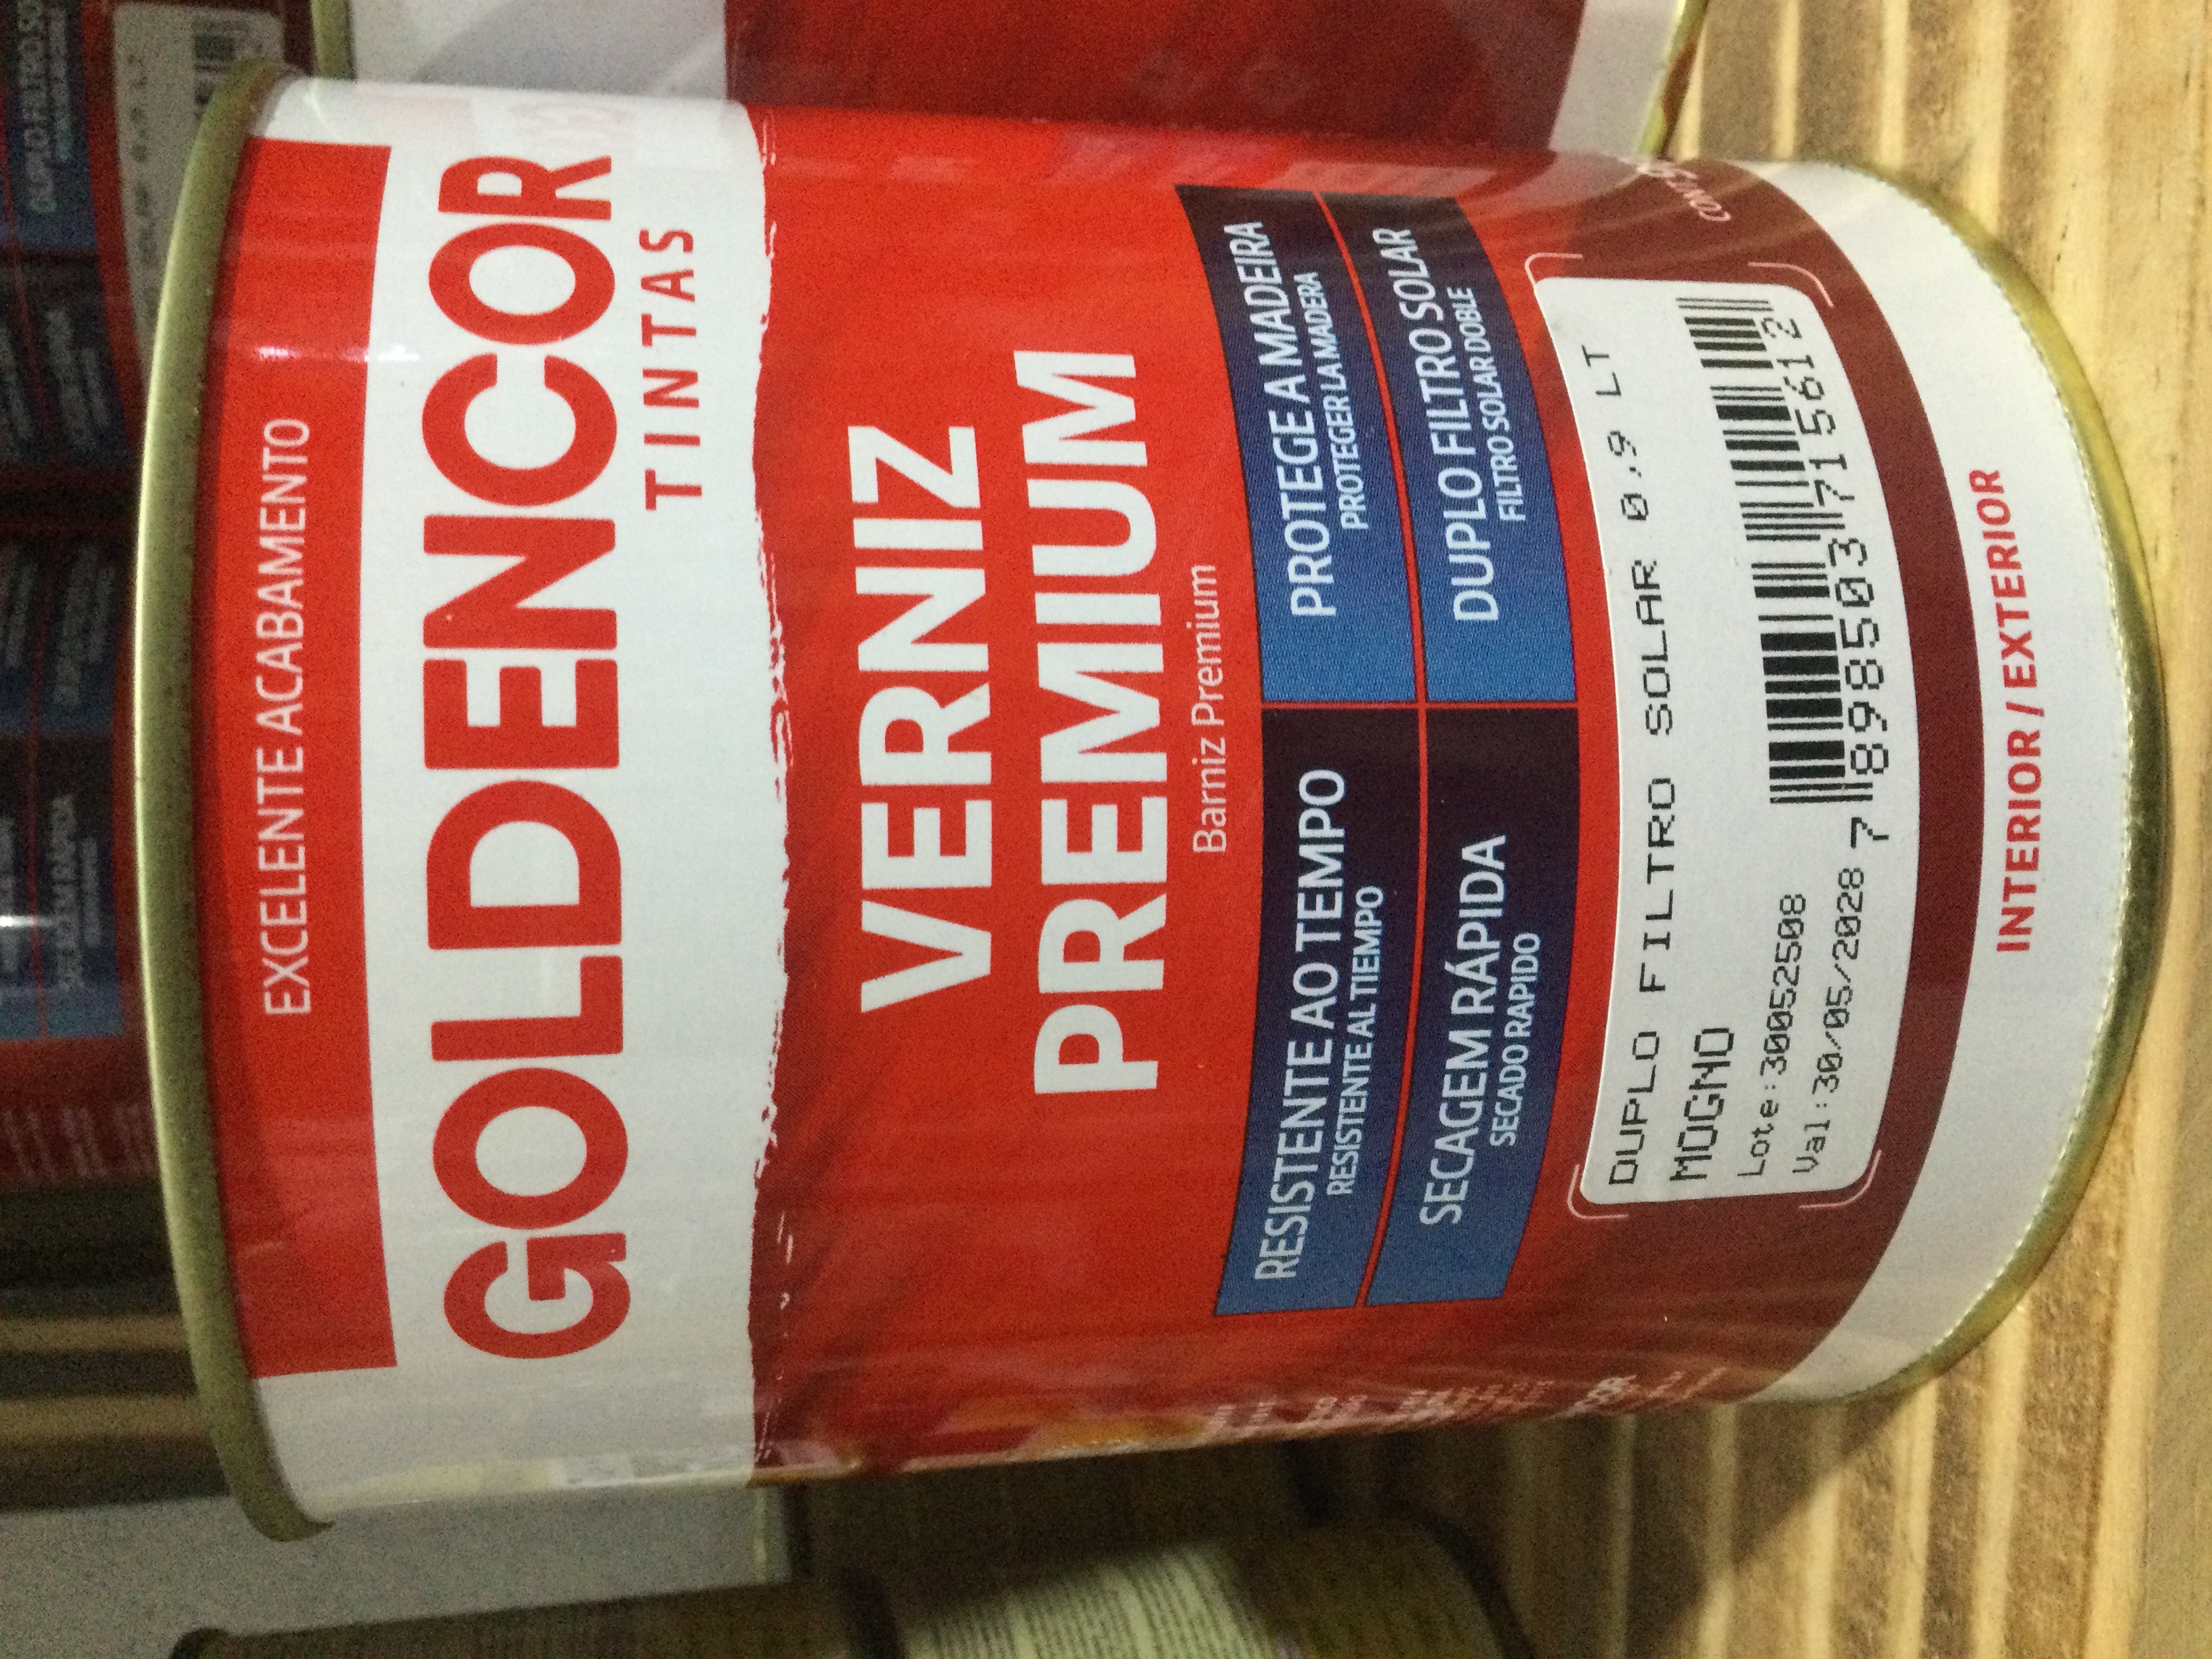 EXCELENTE ACABAMENTO
GOLDENCOR
TINTAS
VERNIZ
PREMIUM
Barniz Premium
RESISTENTE AO TEMPO
RESISTENTE AL TIEMPO
PROTEGE A MADEIRA
PROTEGER LA MADERA
SECAGEM RÁPIDA
SECADO RAPIDO
DUPLO FILTRO SOLAR
FILTRO SOLAR DOBLE
DUPLO FILTRO SOLAR 0,9 LT
MOGNO
Lote:30052508
Val:30/05/2028
7 898503 715612
INTERIOR / EXTERIOR